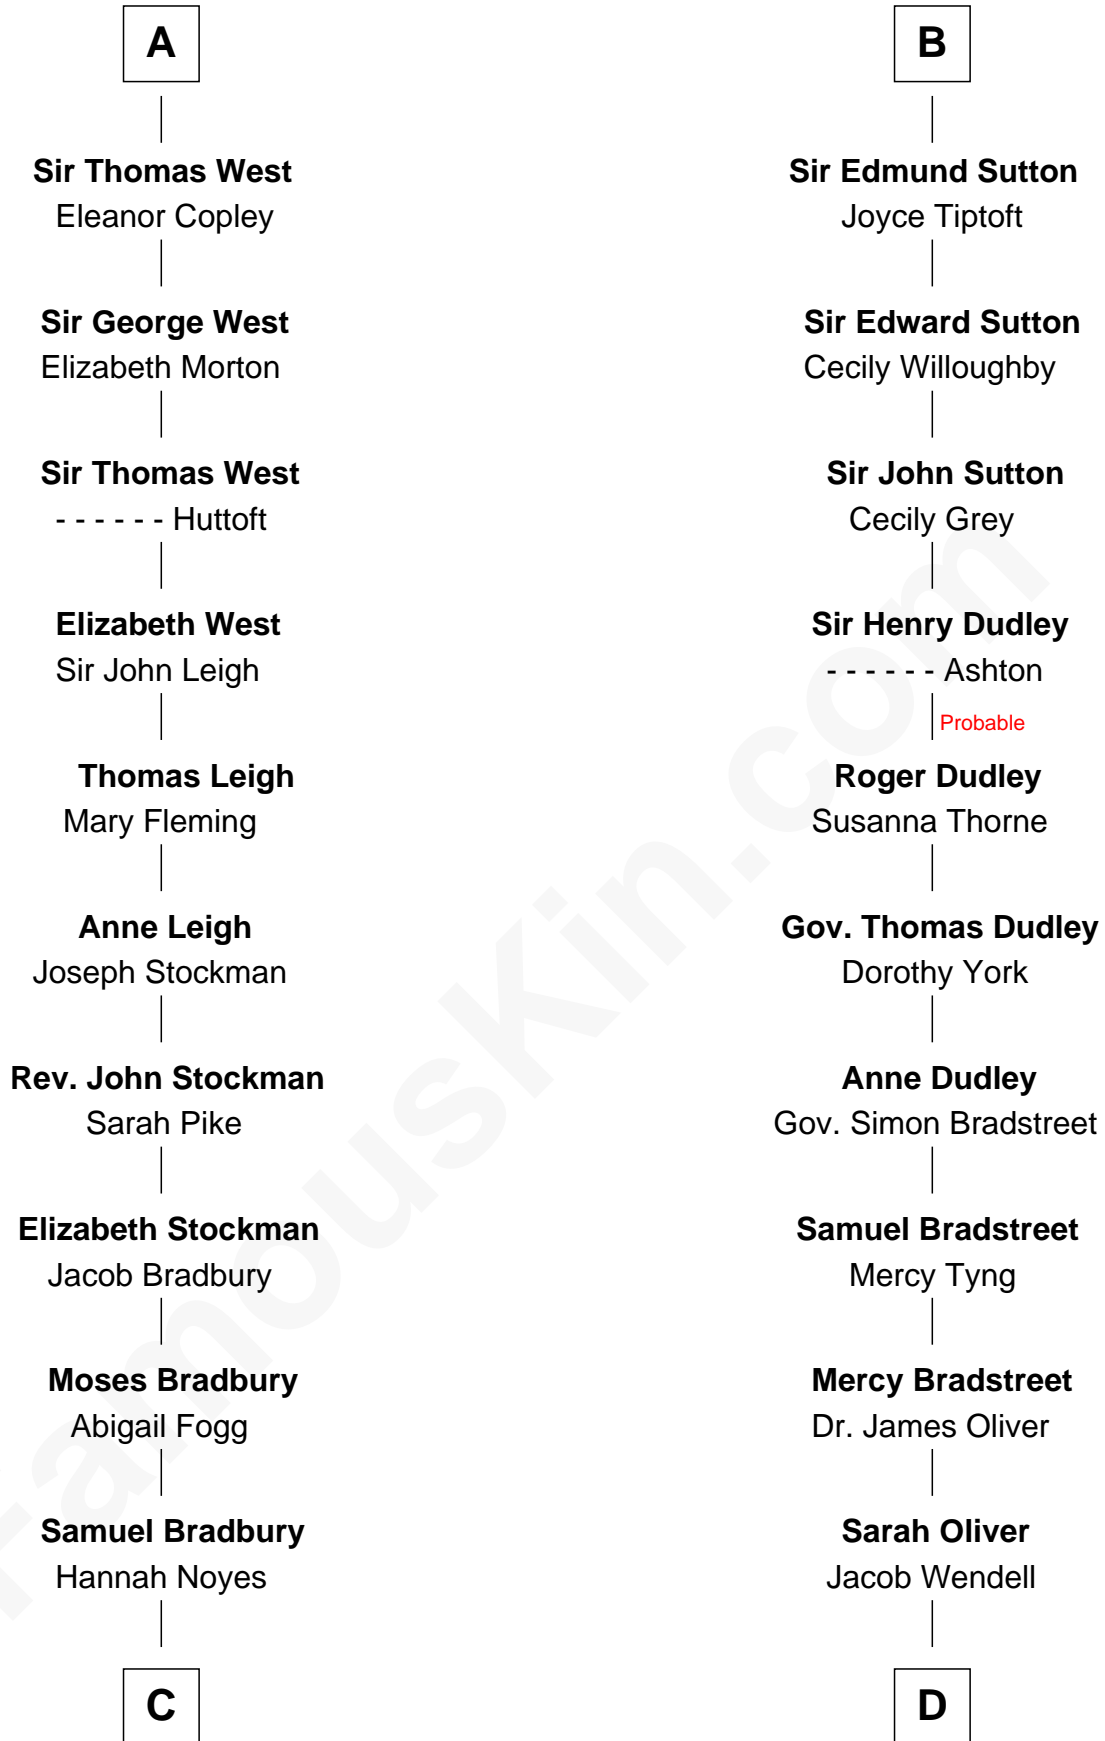 A
Sir Thomas West
Eleanor Copley
Sir George West
Elizabeth Morton
Sir Thomas West
- - - - - - Huttoft
Elizabeth West
Sir John Leigh
Thomas Leigh
Mary Fleming
Anne Leigh
Joseph Stockman
Rev. John Stockman
Sarah Pike
Elizabeth Stockman
Jacob Bradbury
Moses Bradbury
Abigail Fogg
Samuel Bradbury
Hannah Noyes
C
B
Sir Edmund Sutton
Joyce Tiptoft
Sir Edward Sutton
Cecily Willoughby
Sir John Sutton
Cecily Grey
Sir Henry Dudley
- - - - - - Ashton
Probable
Roger Dudley
Susanna Thorne
Gov. Thomas Dudley
Dorothy York
Anne Dudley
Gov. Simon Bradstreet
Samuel Bradstreet
Mercy Tyng
Mercy Bradstreet
Dr. James Oliver
Sarah Oliver
Jacob Wendell
D
FamousKin.com